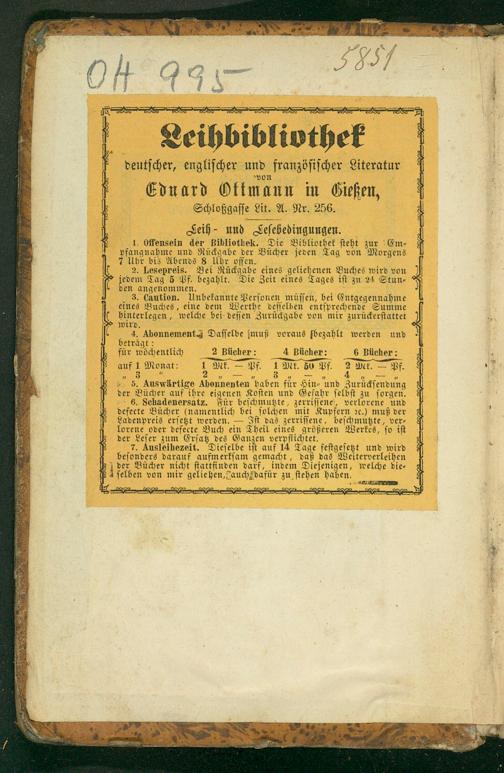 OH 995
5851
Leihbibliothek
deutscher, englischer und französischer Literatur
von
Eduard Ottmann in Gießen,
Schloßgasse Lit. A. Nr. 256.
Leih- und Lesebedingungen.
1. Offensein der Bibliothek. Die Bibliothek steht zur Em-
pfangnahme und Rückgabe der Bücher jeden Tag von Morgens
7 Uhr bis Abends 8 Uhr offen.
2. Lesepreis. Bei Rückgabe eines geliehenen Buches wird von
jedem Tag 5 Pf. bezahlt. Die Zeit eines Tages ist zu 24 Stun-
den angenommen.
3. Caution. Unbekannte Personen müssen, bei Entgegennahme
eines Buches, eine dem Werthe desselben entsprechende Summe
hinterlegen, welche bei dessen Zurückgabe von mir zurückerstattet
wird.
4. Abonnement. Dasselbe muß voraus bezahlt werden und
beträgt:
für wöchentlich 2 Bücher: 4 Bücher: 6 Bücher:
auf 1 Monat: 1 Mk. — Pf. 1 Mk. 50 Pf. 2 Mk. — Pf.
„ 3 „ 2 „ — „ 3 „ — „ 4 „ — „
5. Auswärtige Abonnenten haben für Hin- und Zurücksendung
der Bücher auf ihre eigenen Kosten und Gefahr selbst zu sorgen.
6. Schadenersatz. Für beschmutzte, zerrissene, verlorene und
defecte Bücher (namentlich bei solchen mit Kupfern ꝛc.) muß der
Ladenpreis ersetzt werden. — Ist das zerrissene, beschmutzte, ver-
lorene oder defecte Buch ein Theil eines größeren Werkes, so ist
der Leser zum Ersatz des Ganzen verpflichtet.
7. Ausleihezeit. Dieselbe ist auf 14 Tage festgesetzt und wird
besonders darauf aufmerksam gemacht, daß das Weiterverleihen
der Bücher nicht stattfinden darf, indem Diejenigen, welche die-
selben von mir geliehen, auch dafür zu stehen haben.